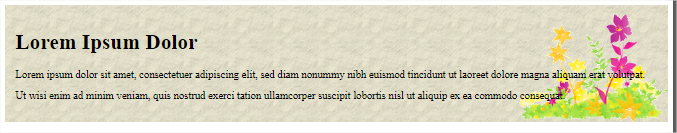 Lorem Ipsum Dolor
Lorem ipsum dolor sit amet, consectetuer adipiscing elit, sed diam nonummy nibh euismod tincidunt ut laoreet dolore magna aliquam erat volutpat.
Ut wisi enim ad minim veniam, quis nostrud exerci tation ullamcorper suscipit lobortis nisl ut aliquip ex ea commodo consequat.